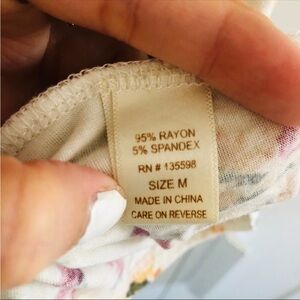 95% RAYON
5% SPANDEX
RN # 135598
SIZE M
MADE IN CHINA
CARE ON REVERSE